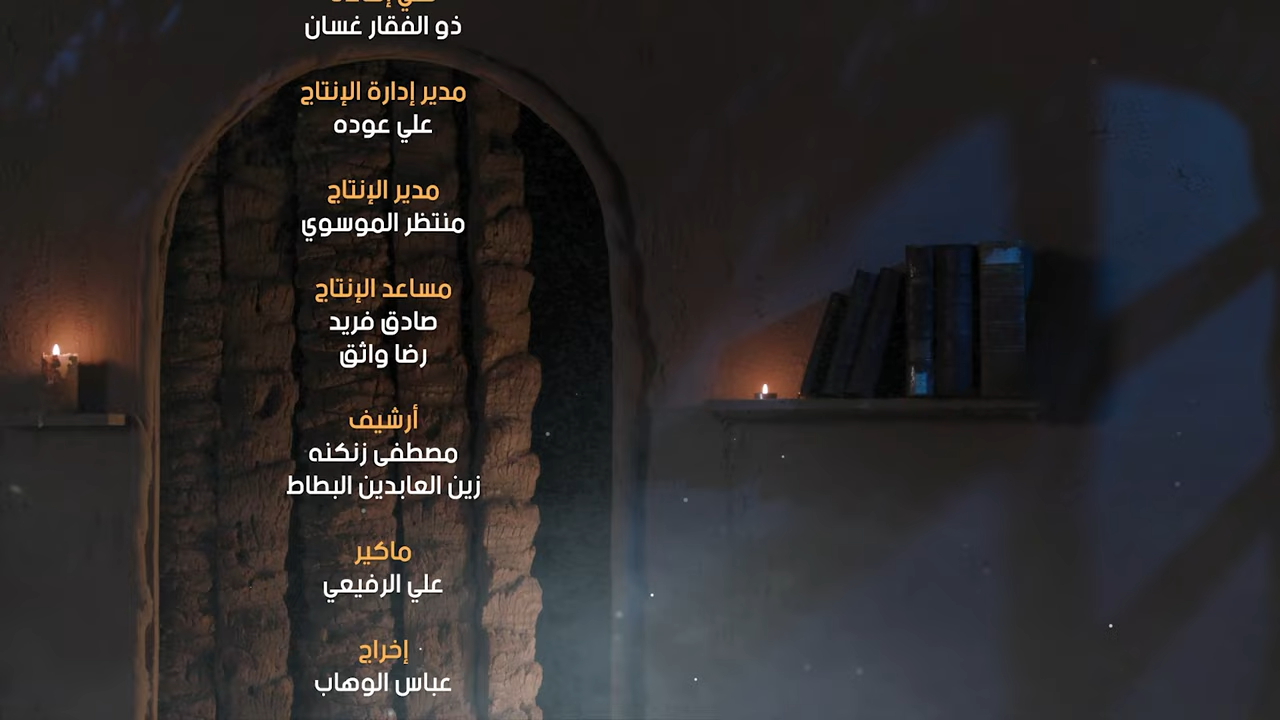 ذو الفقار غسان
مدير إدارة الإنتاج
علي عوده
مدير الإنتاج
منتظر الموسوي
مساعد الإنتاج
صادق فريد
رضا واثق
أرشيف
مصطفى زنكنه
زين العابدين البطاط
ماكير
علي الرفيعي
إخراج
عباس الوهاب